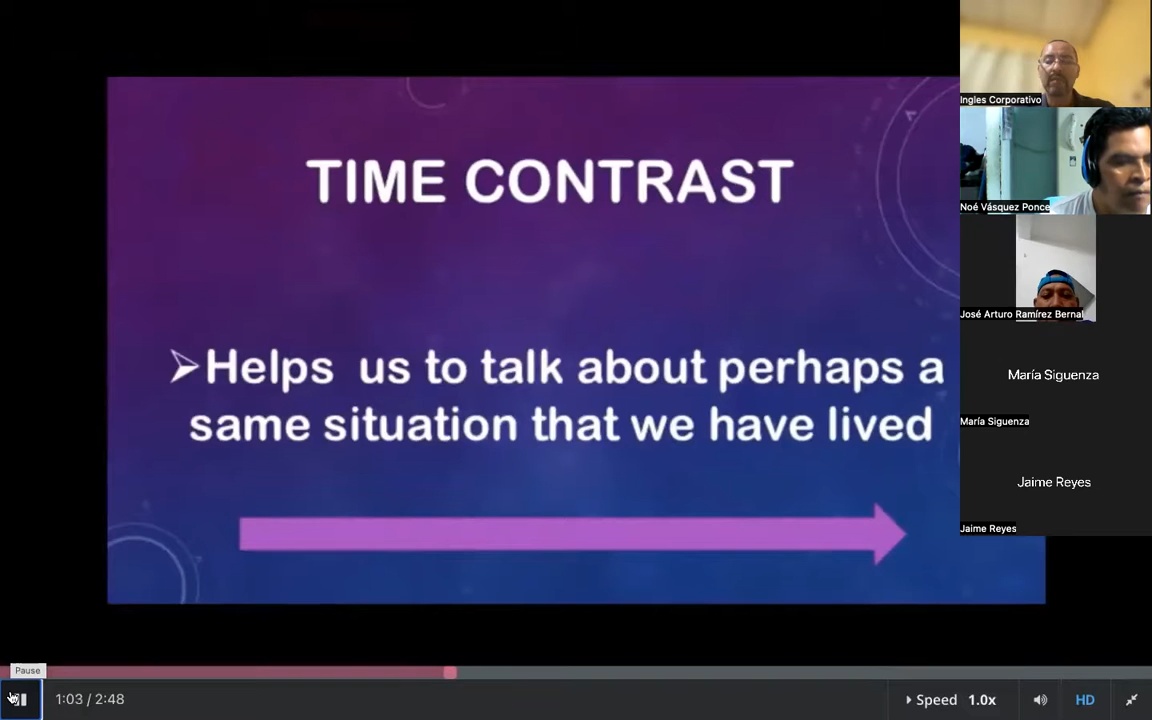 TIME CONTRAST
Helps us to talk about perhaps a
same situation that we have lived
Ingles Corporativo
Noé Vásquez Ponce
José Arturo Ramírez Bernal
María Siguenza
María Siguenza
Jaime Reyes
Jaime Reyes
Pause
1:03 / 2:48
Speed 1.0x
HD